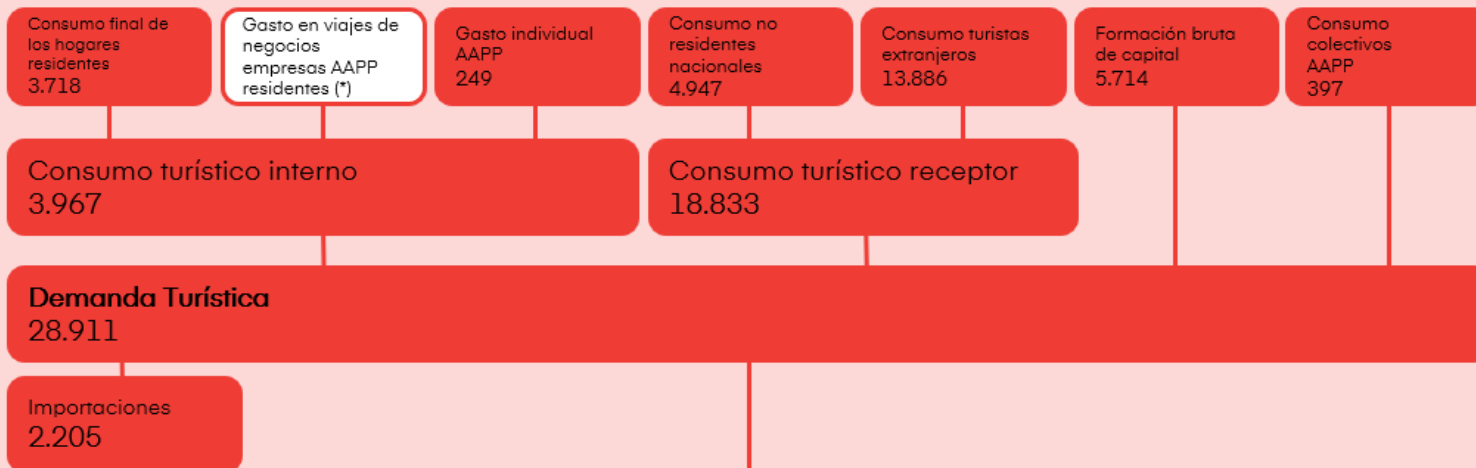 Consumo final de
los hogares
residentes
3.718
Gasto en viajes de
negocios
empresas AAPP
residentes (*)
Gasto individual
AAPP
249
Consumo no
residentes
nacionales
4.947
Consumo turistas
extranjeros
13.886
Formación bruta
de capital
5.714
Consumo
colectivos
AAPP
397
Consumo turístico interno
3.967
Consumo turístico receptor
18.833
Demanda Turística
28.911
Importaciones
2.205